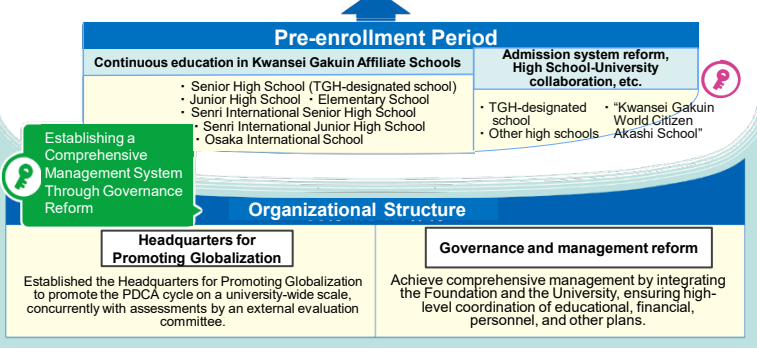 Pre-enrollment Period
Continuous education in Kwansei Gakuin Affiliate Schools
・Senior High School (TGH-designated school)
・Junior High School ・Elementary School
・Senri International Senior High School
・Senri International Junior High School
・Osaka International School
Admission system reform,
High School-University
collaboration, etc.
・TGH-designated
school
・Other high schools
・"Kwansei Gakuin
World Citizen
Akashi School"
Establishing a
Comprehensive
Management System
Through Governance
Reform
Organizational Structure
Headquarters for
Promoting Globalization
Established the Headquarters for Promoting Globalization
to promote the PDCA cycle on a university-wide scale,
concurrently with assessments by an external evaluation
committee.
Governance and management reform
Achieve comprehensive management by integrating
the Foundation and the University, ensuring high-
level coordination of educational, financial,
personnel, and other plans.